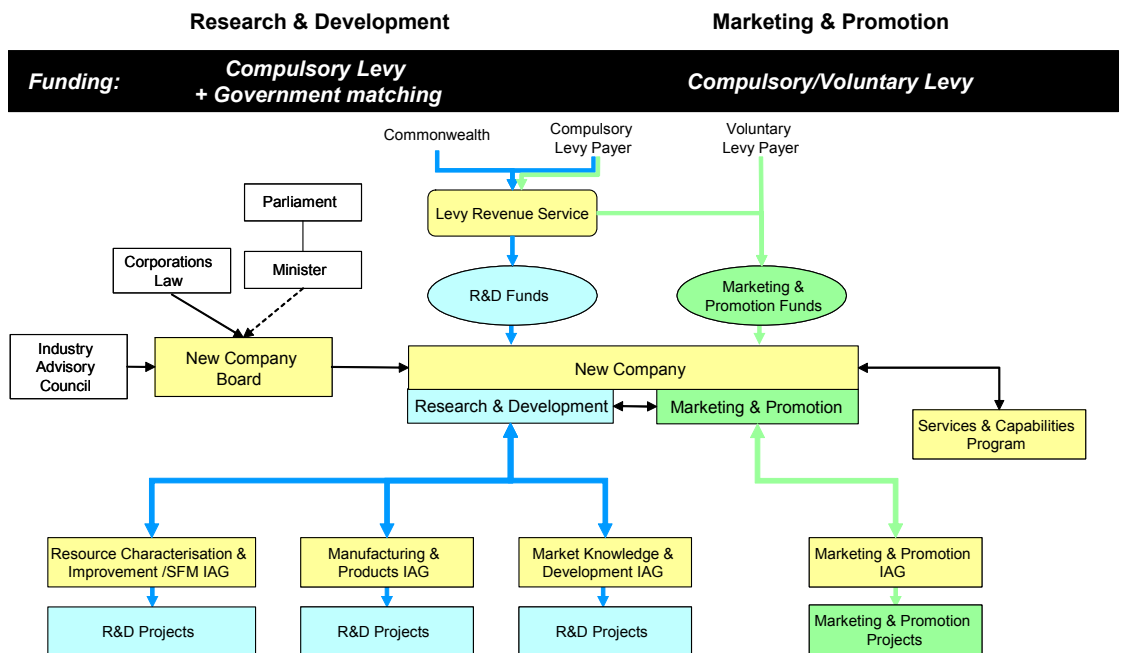 Research & Development
Marketing & Promotion
Funding:
Compulsory Levy
+ Government matching
Compulsory/Voluntary Levy
Commonwealth
Compulsory
Levy Payer
Voluntary
Levy Payer
Parliament
Levy Revenue Service
Corporations
Law
Minister
R&D Funds
Marketing &
Promotion Funds
Industry
Advisory
Council
New Company
Board
New Company
Research & Development
Marketing & Promotion
Services & Capabilities
Program
Resource Characterisation &
Improvement /SFM IAG
Manufacturing &
Products IAG
Market Knowledge &
Development IAG
Marketing & Promotion
IAG
R&D Projects
R&D Projects
R&D Projects
Marketing & Promotion
Projects